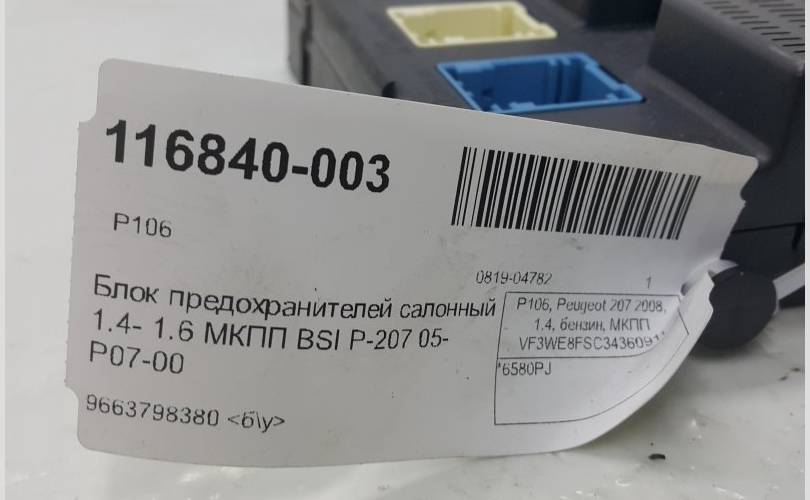 116840-003
P106
0819-04782 1
Блок предохранителей салонный
1.4- 1.6 МКПП BSI P-207 05-
P07-00
9663798380 <б\у>
P106, Peugeot 207 2008,
1.4, бензин, МКПП
*6580PJ